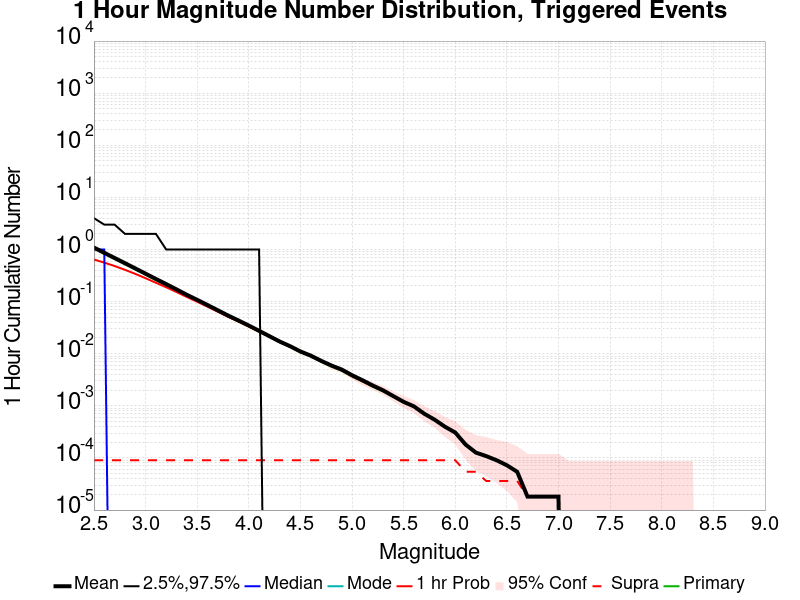 1 Hour Magnitude Number Distribution, Triggered Events
1 Hour Cumulative Number
10^4
10^3
10^2
10^1
10^0
10^-1
10^-2
10^-3
10^-4
10^-5
2.5 3.0 3.5 4.0 4.5 5.0 5.5 6.0 6.5 7.0 7.5 8.0 8.5 9.0
Magnitude
Mean 2.5%,97.5% Median Mode 1 hr Prob 95% Conf Supra Primary